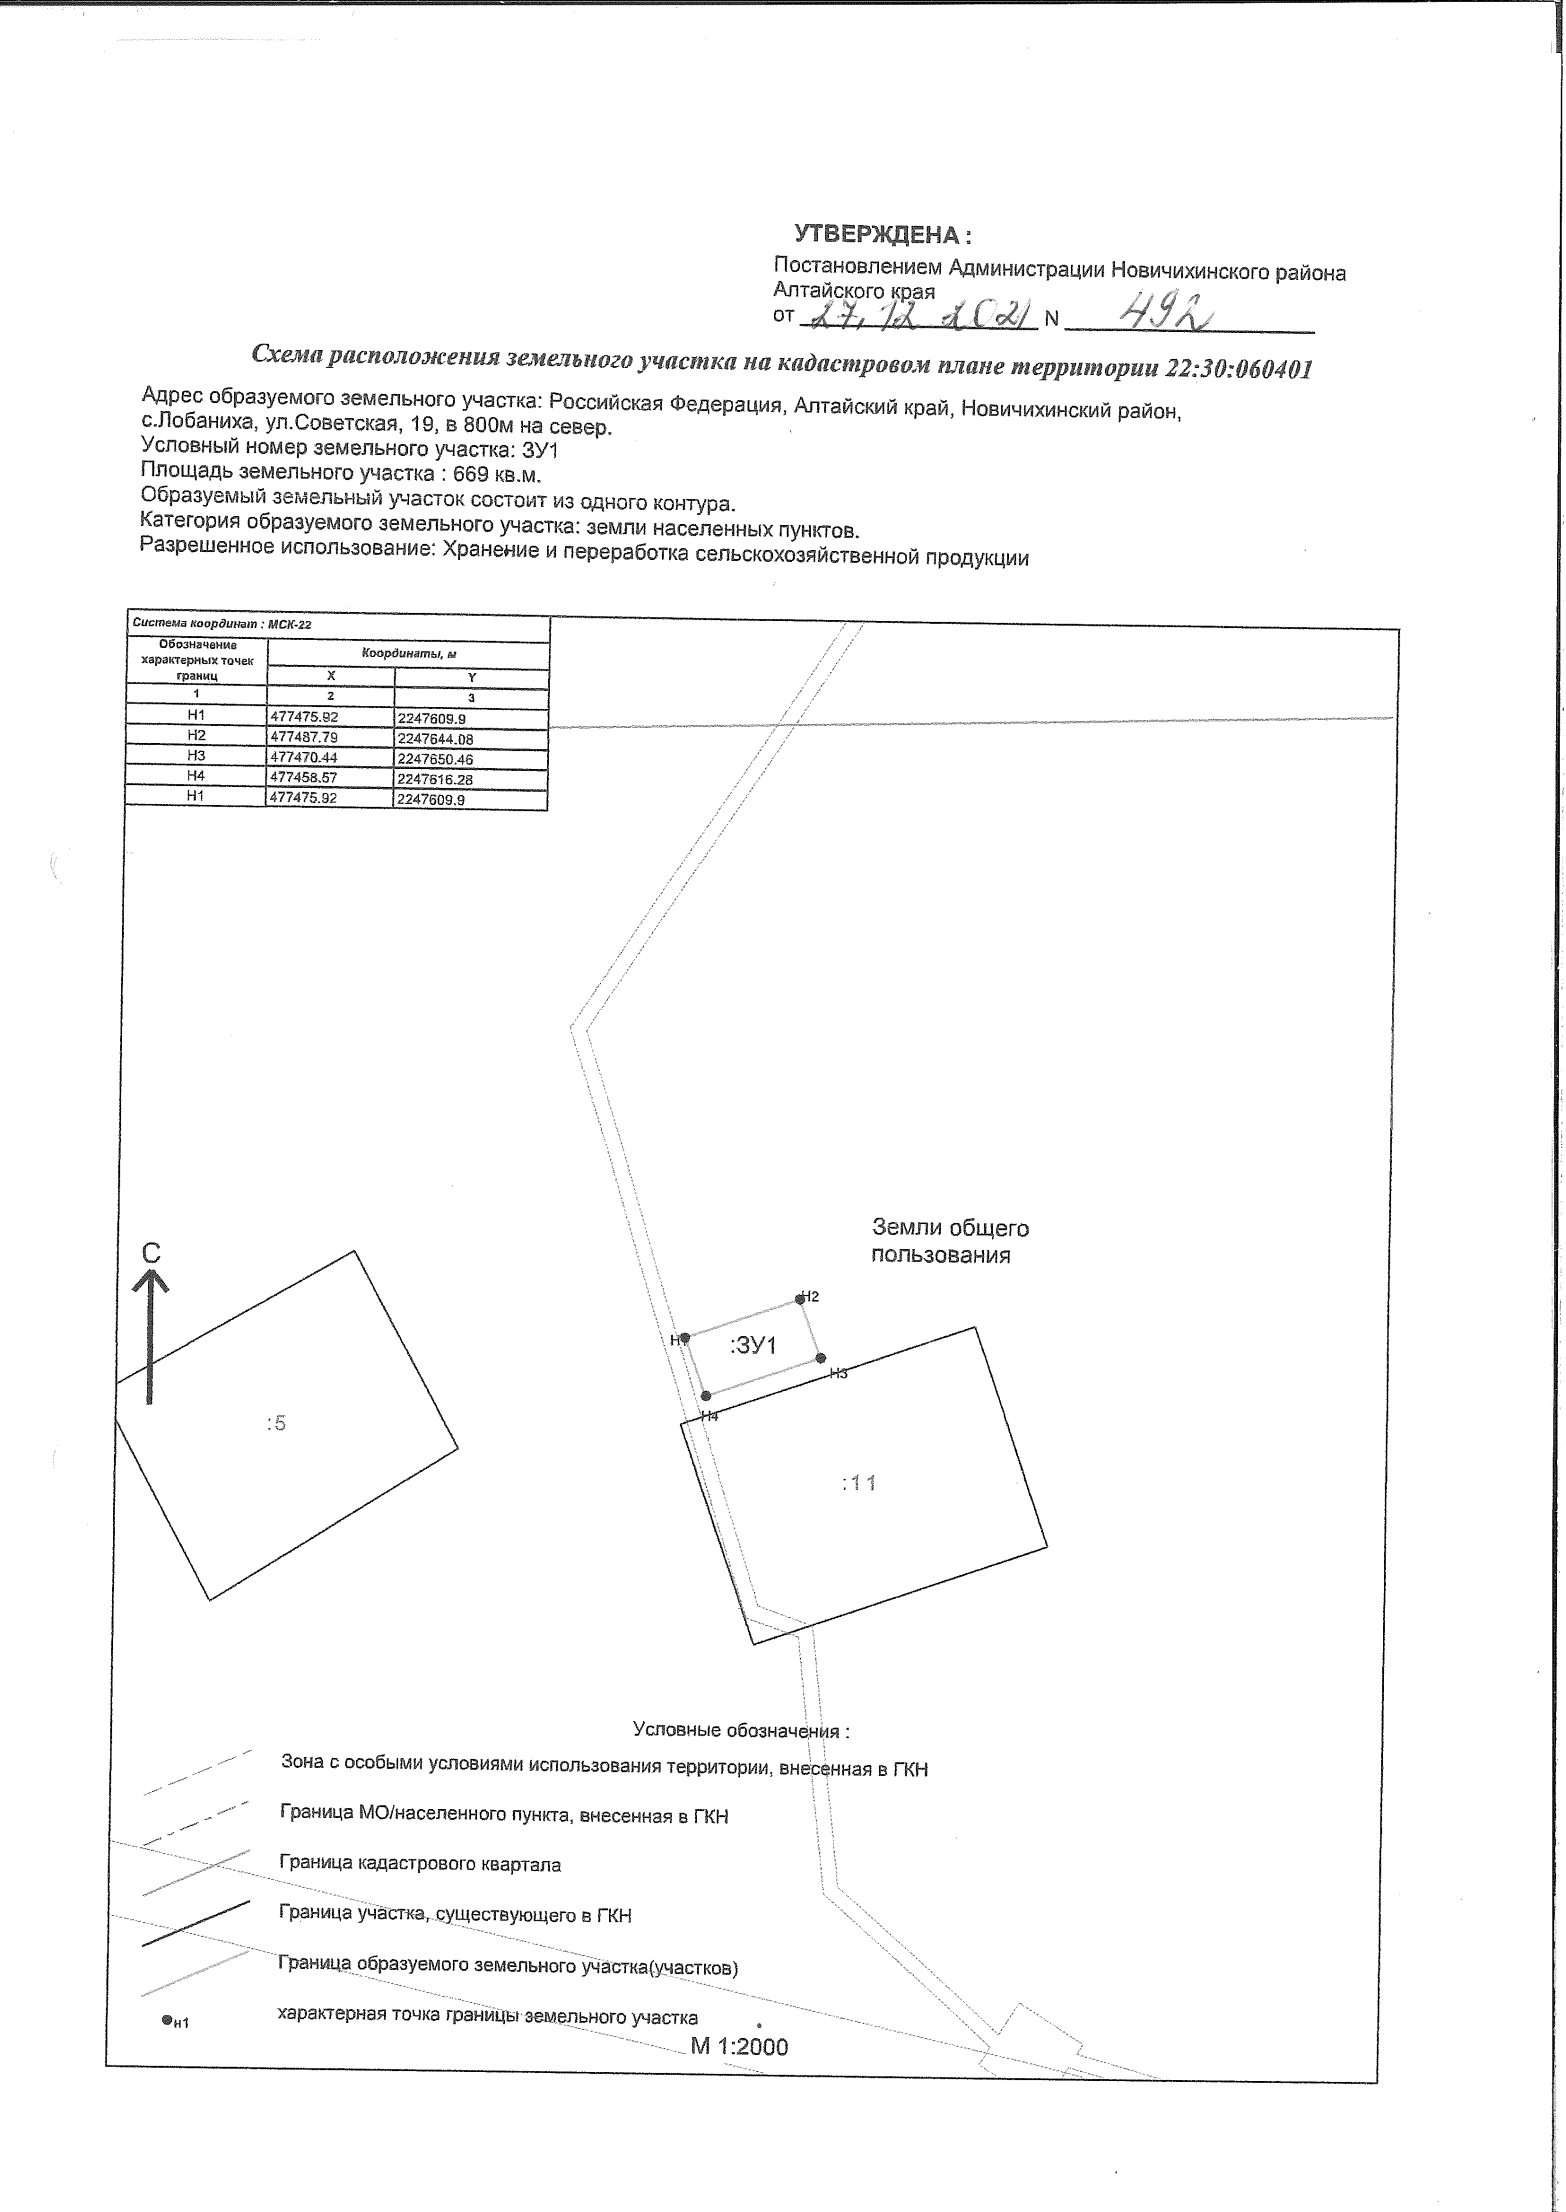 УТВЕРЖДЕНА :
Постановлением Администрации Новичихинского района
Алтайского края
от 27.12 2021 N 492
Схема расположения земельного участка на кадастровом плане территории 22:30:060401
Адрес образуемого земельного участка: Российская Федерация, Алтайский край, Новичихинский район,
с.Лобаниха, ул.Советская, 19, в 800м на север.
Условный номер земельного участка: ЗУ1
Площадь земельного участка : 669 кв.м.
Образуемый земельный участок состоит из одного контура.
Категория образуемого земельного участка: земли населенных пунктов.
Разрешенное использование: Хранение и переработка сельскохозяйственной продукции
Система координат : МСК-22
Обозначение
характерных точек
границ
Координаты, м
X Y
1 2 3
Н1 477475.92 2247609.9
Н2 477487.79 2247644.08
Н3 477470.44 2247650.46
Н4 477458.57 2247616.28
Н1 477475.92 2247609.9
Земли общего
пользования
С
Н2
Н1
:ЗУ1
Н3
Н4
:5
:11
Условные обозначения :
Зона с особыми условиями использования территории, внесенная в ГКН
Граница МО/населенного пункта, внесенная в ГКН
Граница кадастрового квартала
Граница участка, существующего в ГКН
Граница образуемого земельного участка(участков)
н1 характерная точка границы земельного участка
М 1:2000